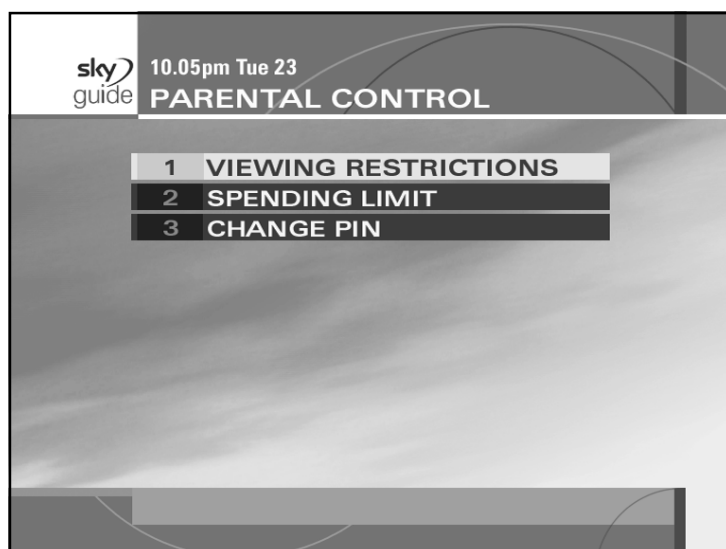 sky
guide
10.05pm Tue 23
PARENTAL CONTROL
1 VIEWING RESTRICTIONS
2 SPENDING LIMIT
3 CHANGE PIN